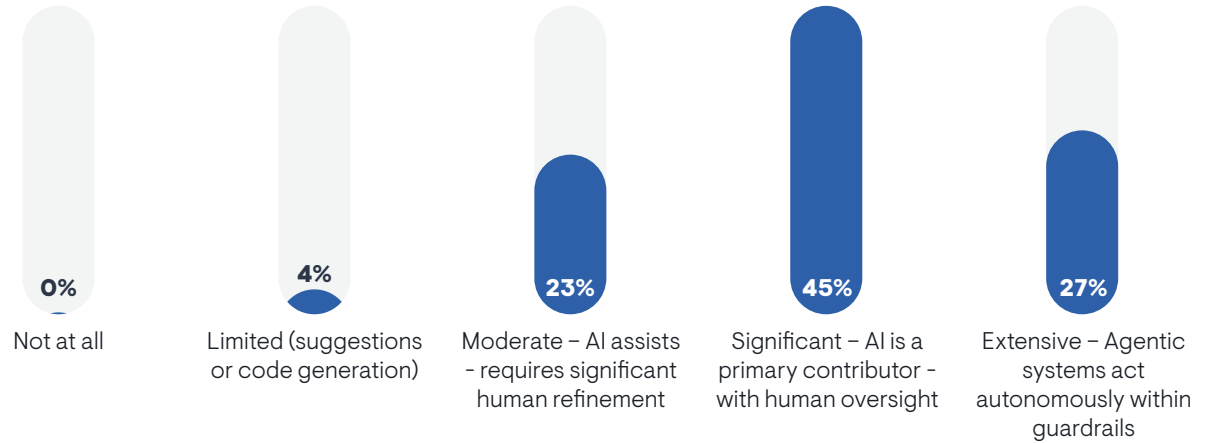 0%
Not at all
4%
Limited (suggestions
or code generation)
23%
Moderate – AI assists
- requires significant
human refinement
45%
Significant – AI is a
primary contributor -
with human oversight
27%
Extensive – Agentic
systems act
autonomously within
guardrails